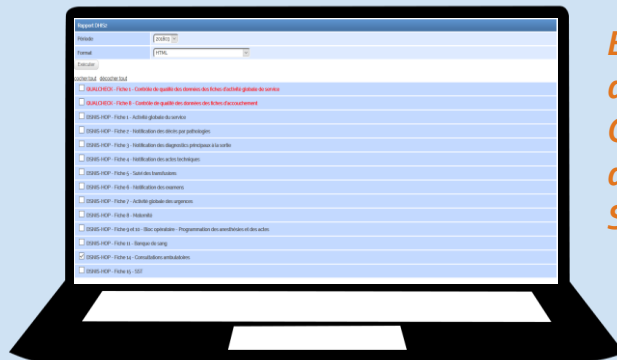 Rapport DHIS2
Période
Format HTML
Exécuter
cocher tout décocher tout
QUALCHECK - Fiche 1 - Contrôle de qualité des données des fiches d'activité globale du service
QUALCHECK - Fiche 8 - Contrôle de qualité des données des fiches d'accouchement
DSNIS-HOP - Fiche 1 - Activité globale du service
DSNIS-HOP - Fiche 2 - Notification des décès par pathologies
DSNIS-HOP - Fiche 3 - Notification des diagnostics principaux à la sortie
DSNIS-HOP - Fiche 4 - Notification des actes techniques
DSNIS-HOP - Fiche 5 - Suivi des transfusions
DSNIS-HOP - Fiche 6 - Notification des examens
DSNIS-HOP - Fiche 7 - Activité globale des urgences
DSNIS-HOP - Fiche 8 - Maternité
DSNIS-HOP - Fiche 9 et 10 - Bloc opératoire - Programmation des anesthésies et des actes
DSNIS-HOP - Fiche 11 - Banque de sang
DSNIS-HOP - Fiche 14 - Consultations ambulatoires
DSNIS-HOP - Fiche 15 - SST